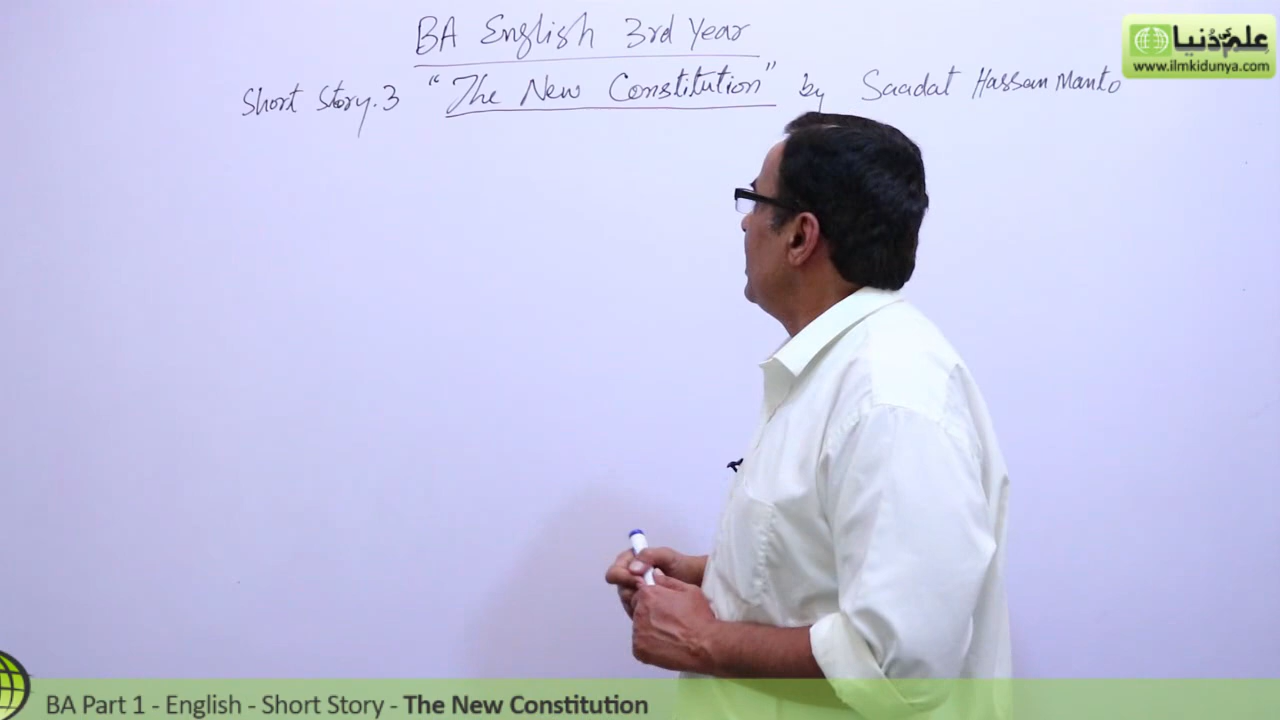 BA English 3rd Year
Short Story.3 "The New Constitution" by Saadat Hassan Manto
علم کی دُنیا
www.ilmkidunya.com
BA Part 1 - English - Short Story - The New Constitution